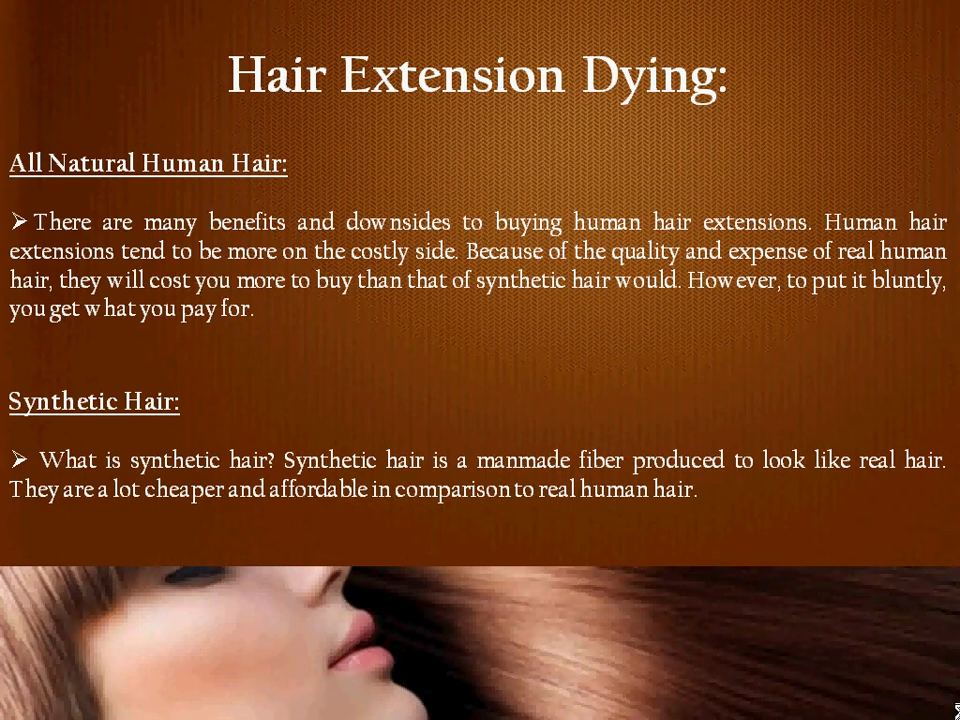 Hair Extension Dying:
All Natural Human Hair:
➢ There are many benefits and downsides to buying human hair extensions. Human hair
extensions tend to be more on the costly side. Because of the quality and expense of real human
hair, they will cost you more to buy than that of synthetic hair would. However, to put it bluntly,
you get what you pay for.
Synthetic Hair:
➢ What is synthetic hair? Synthetic hair is a manmade fiber produced to look like real hair.
They are a lot cheaper and affordable in comparison to real human hair.